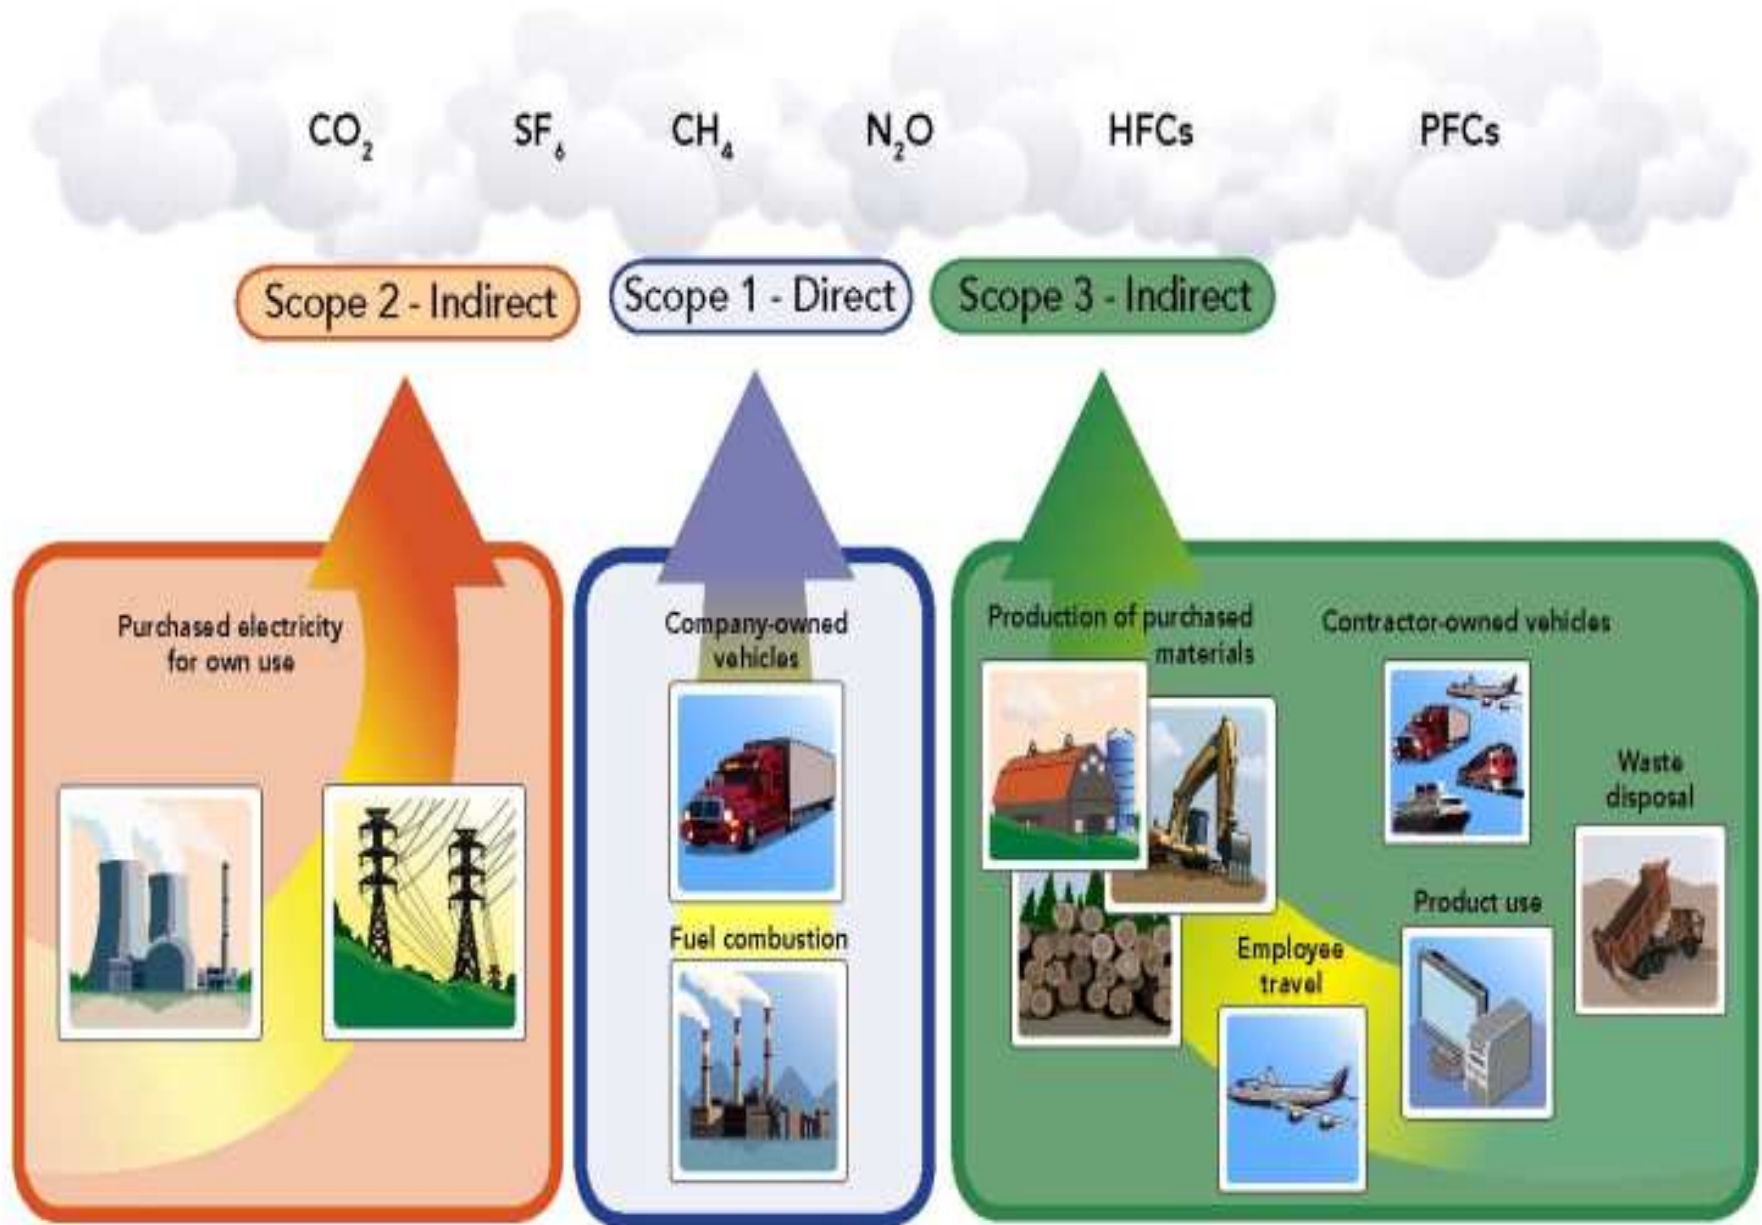 CO₂ SF₆ CH₄ N₂O HFCs PFCs
Scope 2 - Indirect
Scope 1 - Direct
Scope 3 - Indirect
Purchased electricity
for own use
Company-owned
vehicles
Fuel combustion
Production of purchased
materials
Contractor-owned vehicles
Waste
disposal
Product use
Employee
travel